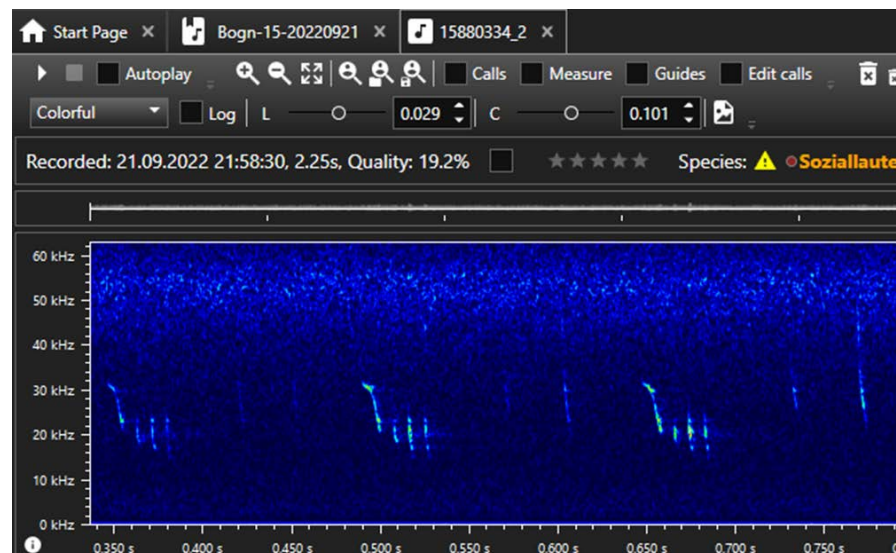 Start Page × Bogn-15-20220921 × 15880334_2 ×
Autoplay Calls Measure Guides Edit calls
Colorful Log L 0.029 C 0.101
Recorded: 21.09.2022 21:58:30, 2.25s, Quality: 19.2% Species: Soziallaute
60 kHz
50 kHz
40 kHz
30 kHz
20 kHz
10 kHz
0 kHz
0.350 s 0.400 s 0.450 s 0.500 s 0.550 s 0.600 s 0.650 s 0.700 s 0.750 s